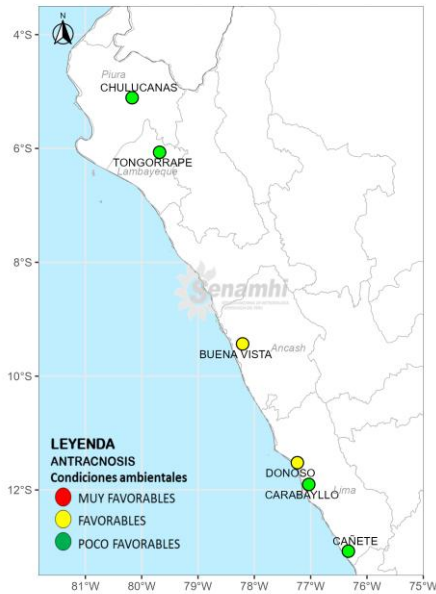 N
4°S
Piura
CHULUCANAS
6°S
TONGORRAPE
Lambayeque
8°S
Senamhi
BUENA VISTA
Ancash
10°S
LEYENDA
ANTRACNOSIS
Condiciones ambientales
MUY FAVORABLES
FAVORABLES
POCO FAVORABLES
DONOSO
CARABAYLLO
Lima
12°S
CAÑETE
81°W
80°W
79°W
78°W
77°W
76°W
75°W